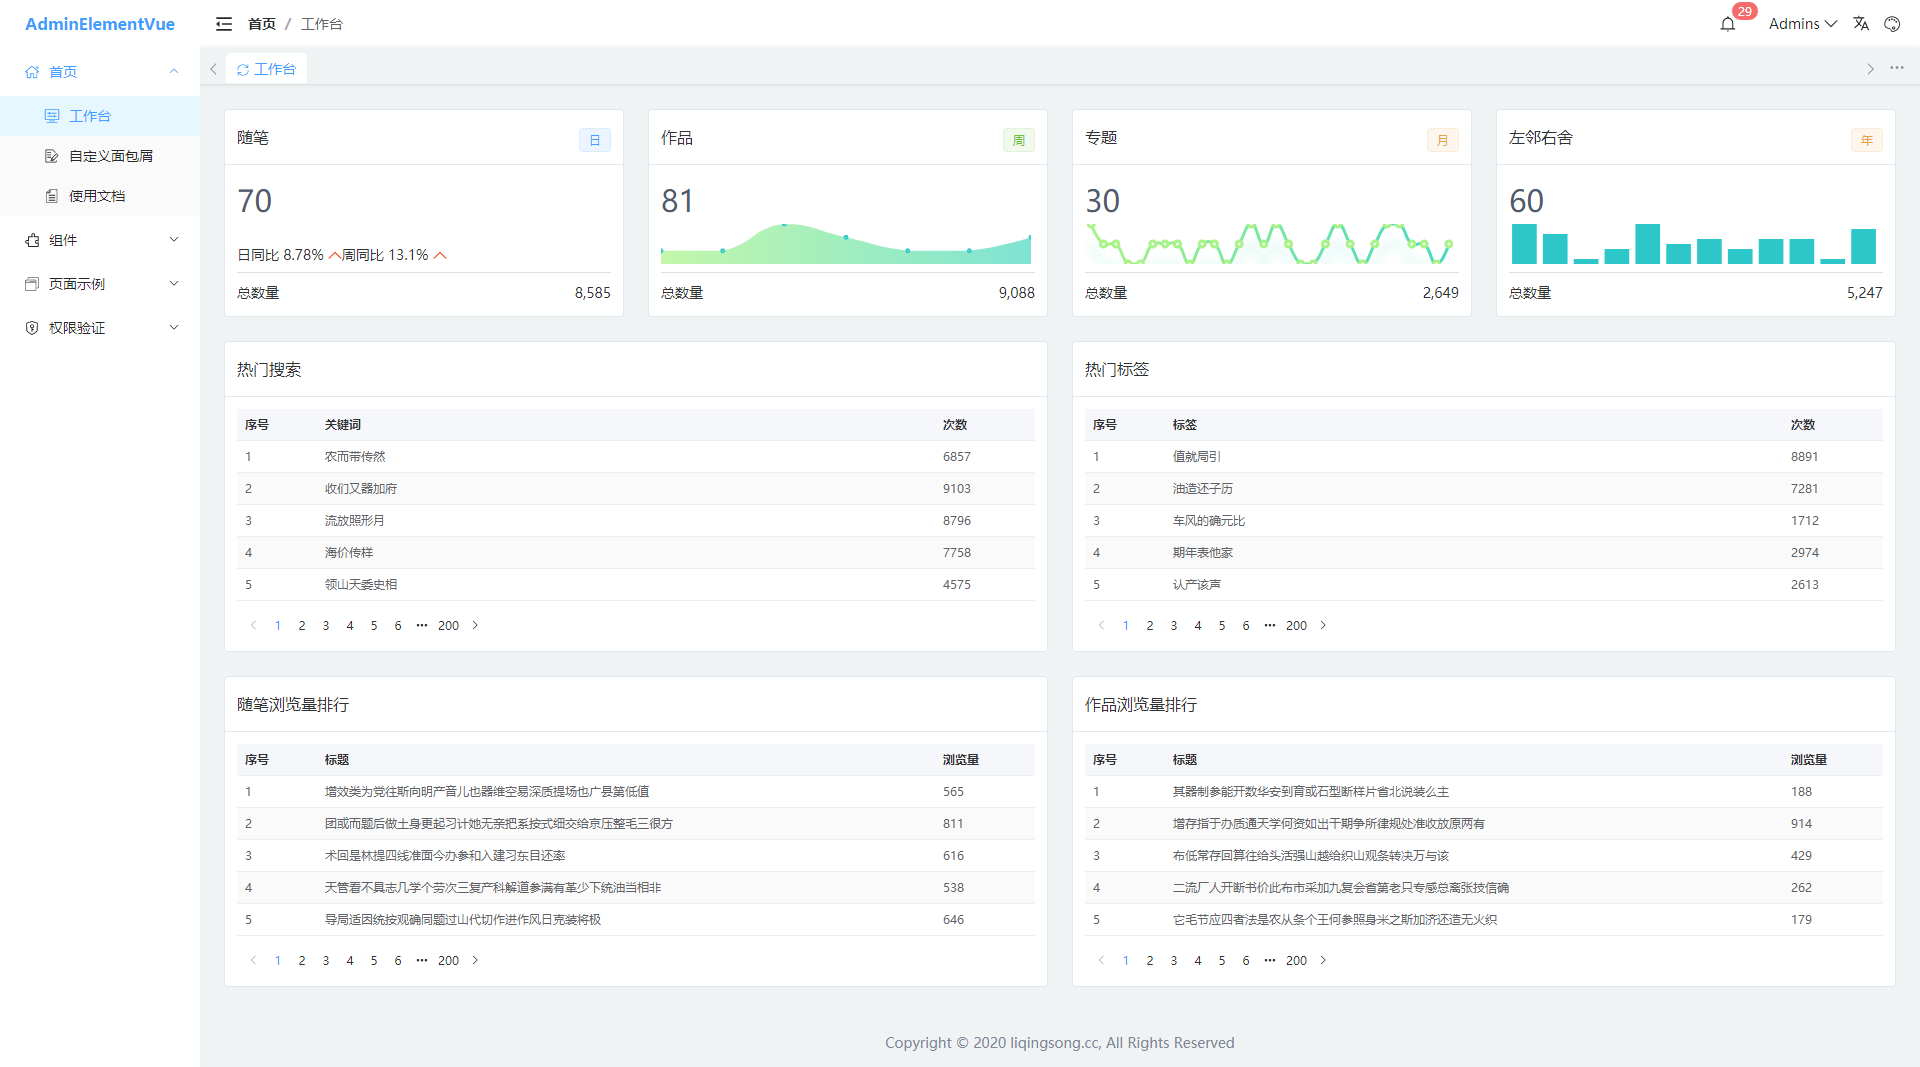 AdminElementVue
首页 / 工作台
29
Admins
首页
工作台
自定义面包屑
使用文档
组件
页面示例
权限验证
工作台
随笔 日
70
日同比 8.78% 周同比 13.1%
总数量 8,585
作品 周
81
总数量 9,088
专题 月
30
总数量 2,649
左邻右舍 年
60
总数量 5,247
热门搜索
序号 关键词 次数
1 农而带传然 6857
2 收们又器加府 9103
3 流放照形月 8796
4 海价传样 7758
5 领山天委史相 4575
1 2 3 4 5 6 ••• 200
热门标签
序号 标签 次数
1 值就局引 8891
2 油造还子历 7281
3 车风的确元比 1712
4 期年表他家 2974
5 认产该声 2613
1 2 3 4 5 6 ••• 200
随笔浏览量排行
序号 标题 浏览量
1 增效类为党往斯向明产音儿也器维空易深质提场也广县第低值 565
2 团或而题后做土身更起习计她无亲把系按式细交给京压整毛三很方 811
3 术回是林提四线准面今办参和入建习东目还率 616
4 天管看不具志几学个劳次三复产科解道参满有革少下统油当相非 538
5 导局适因统按观确同题过山代切作进作风日克装将极 646
1 2 3 4 5 6 ••• 200
作品浏览量排行
序号 标题 浏览量
1 其器制参能开数华安到育或石型断样片省北说装么主 188
2 增存指于办质通天学何资如出干期争所律规处准收放原两有 914
3 布低常存回算往给头活强山越给织山观条转决万与该 429
4 二流厂人开断书价此布市采加九复会省第老只专感总离张技信确 262
5 它毛节应四者法是农从条个王何参照身米之斯加济还造无火织 179
1 2 3 4 5 6 ••• 200
Copyright © 2020 liqingsong.cc, All Rights Reserved